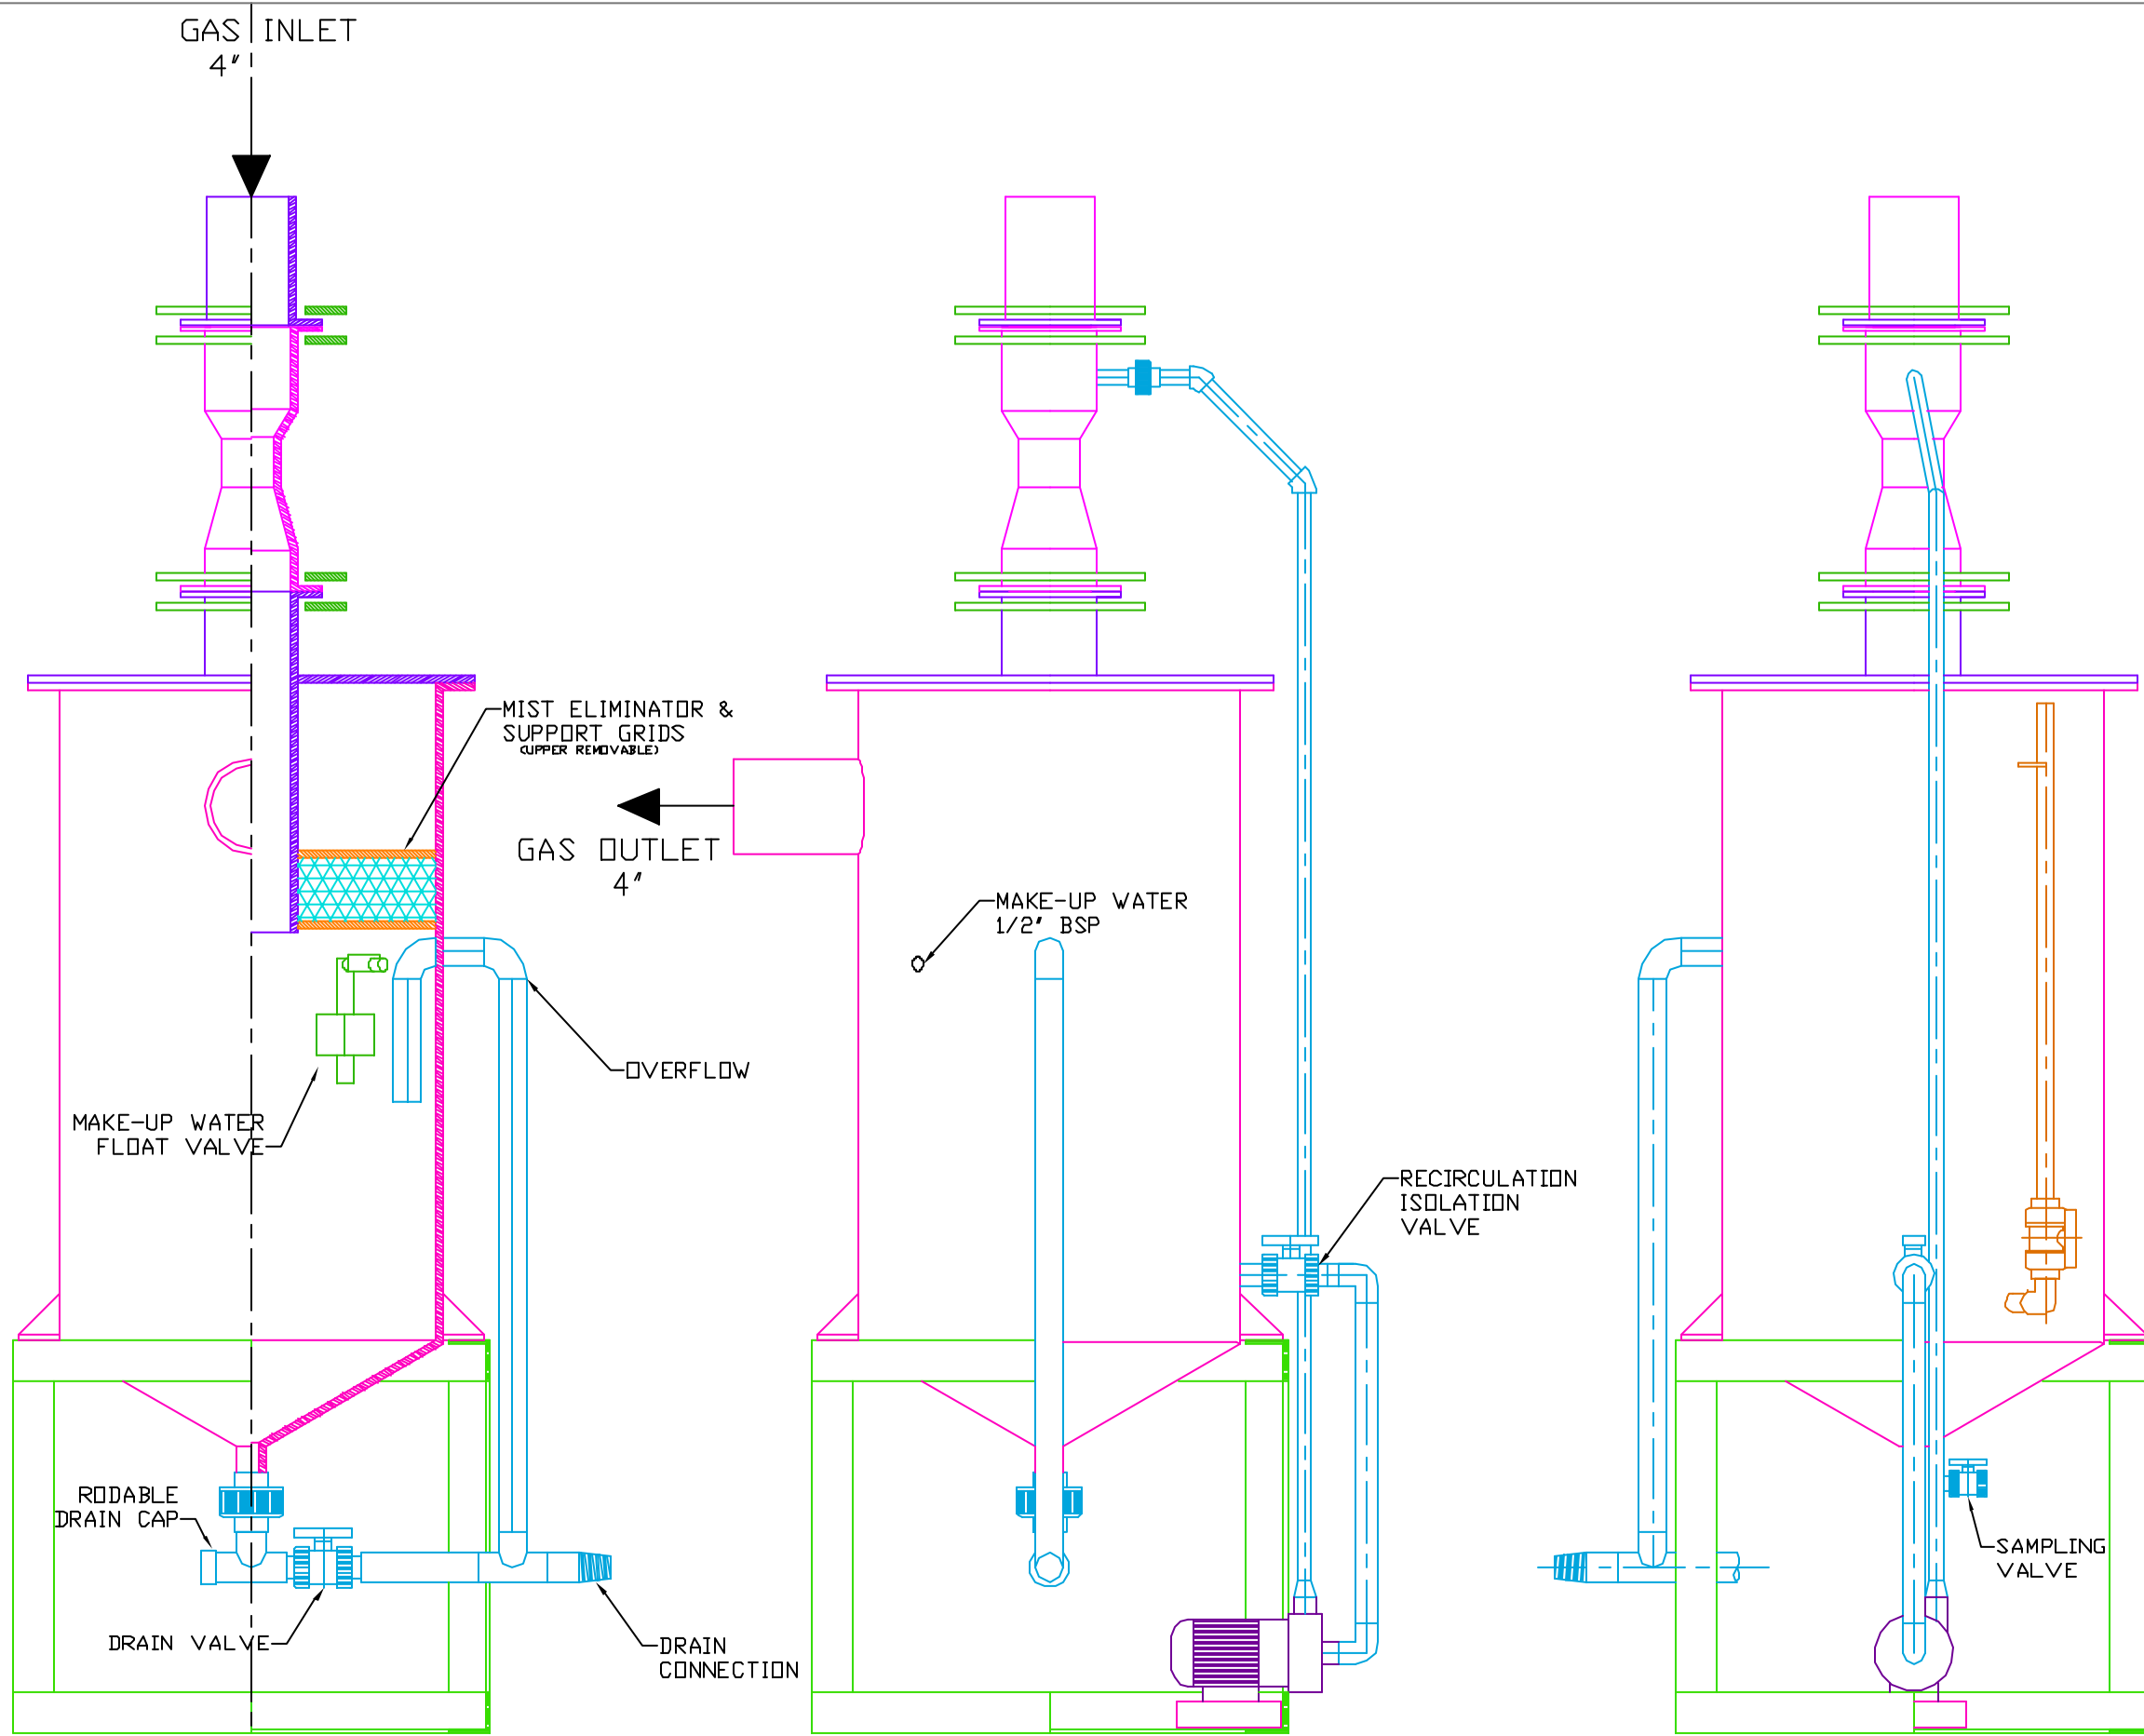 GAS INLET
4"
MIST ELIMINATOR &
SUPPORT GRIDS
(UPPER REMOVABLE)
GAS OUTLET
4"
MAKE-UP WATER
1/2" BSP
OVERFLOW
MAKE-UP WATER
FLOAT VALVE
RECIRCULATION
ISOLATION
VALVE
RODABLE
DRAIN CAP
SAMPLING
VALVE
DRAIN VALVE
DRAIN
CONNECTION